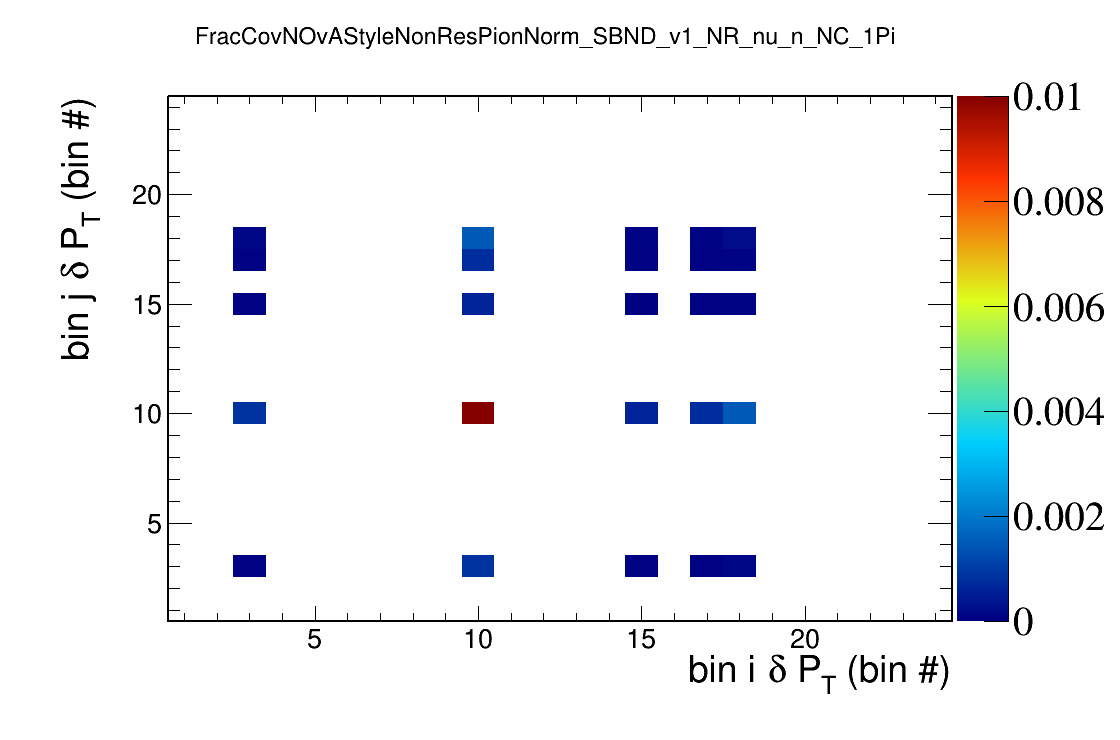 FracCovNOvAStyleNonResPionNorm_SBND_v1_NR_nu_n_NC_1Pi
bin j δ P_T (bin #)
20
15
10
5
5 10 15 20
bin i δ P_T (bin #)
0.01
0.008
0.006
0.004
0.002
0